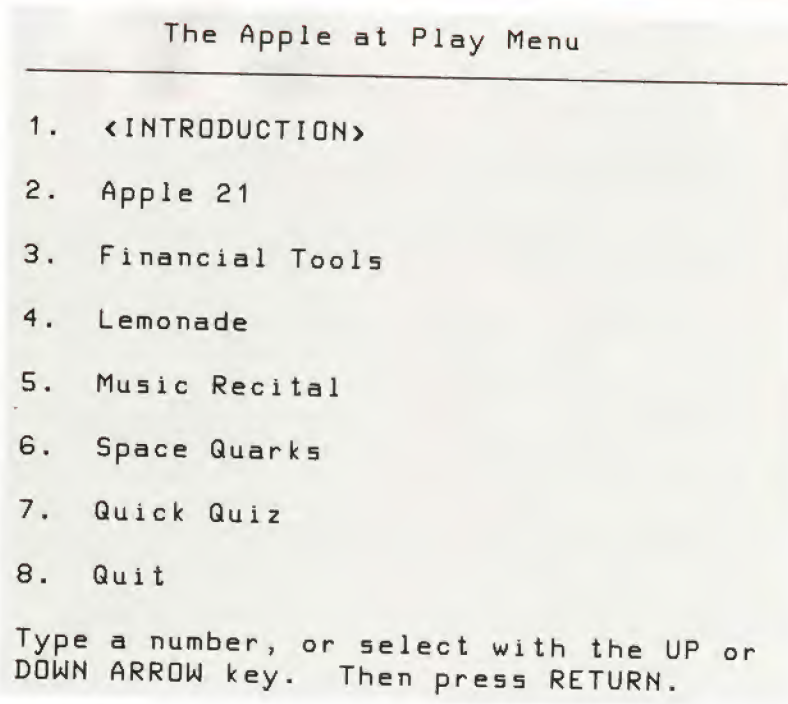 The Apple at Play Menu
1. <INTRODUCTION>
2. Apple 21
3. Financial Tools
4. Lemonade
5. Music Recital
6. Space Quarks
7. Quick Quiz
8. Quit
Type a number, or select with the UP or
DOWN ARROW key. Then press RETURN.